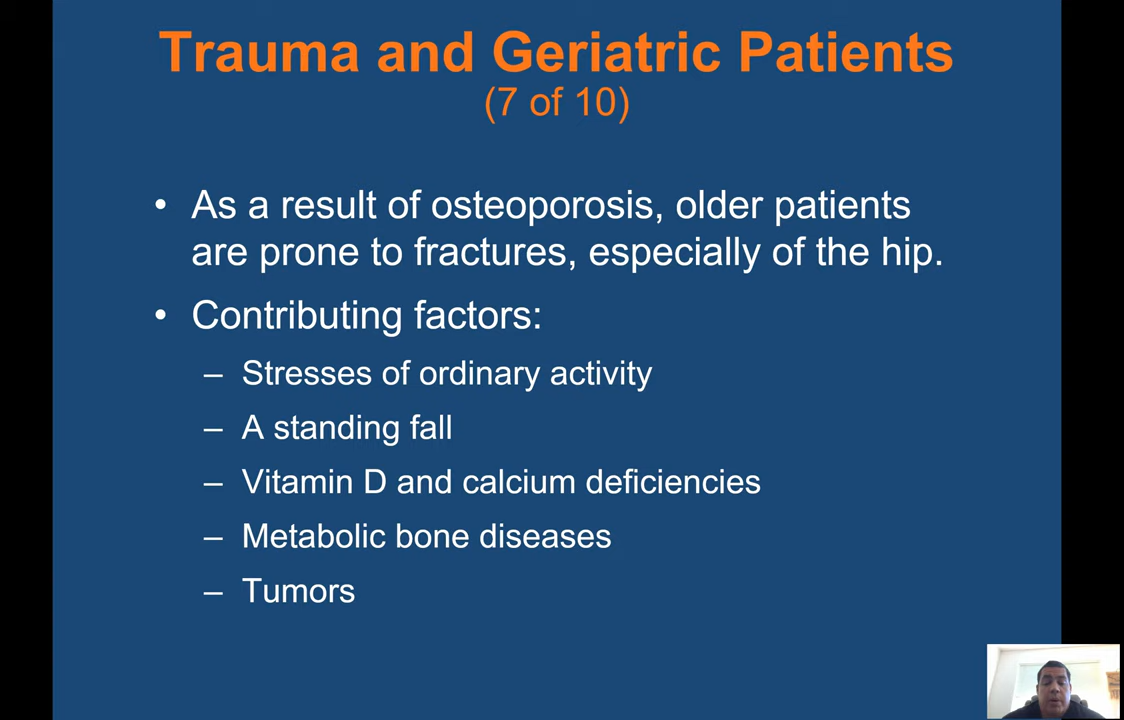 Trauma and Geriatric Patients
(7 of 10)
• As a result of osteoporosis, older patients
are prone to fractures, especially of the hip.
• Contributing factors:
– Stresses of ordinary activity
– A standing fall
– Vitamin D and calcium deficiencies
– Metabolic bone diseases
– Tumors